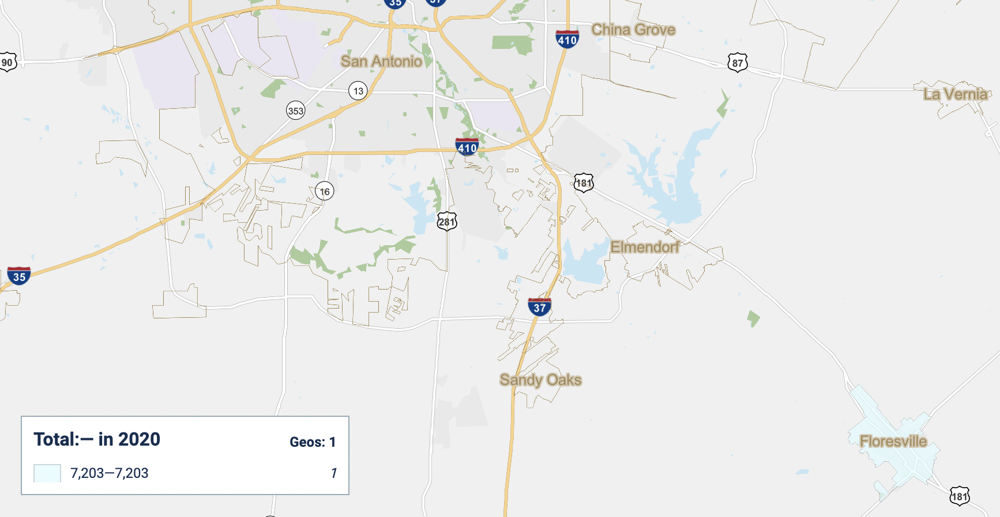 35
37
410
China Grove
90
San Antonio
87
13
La Vernia
353
410
181
16
281
Elmendorf
35
37
Sandy Oaks
Total:— in 2020
Geos: 1
Floresville
7,203—7,203
1
181